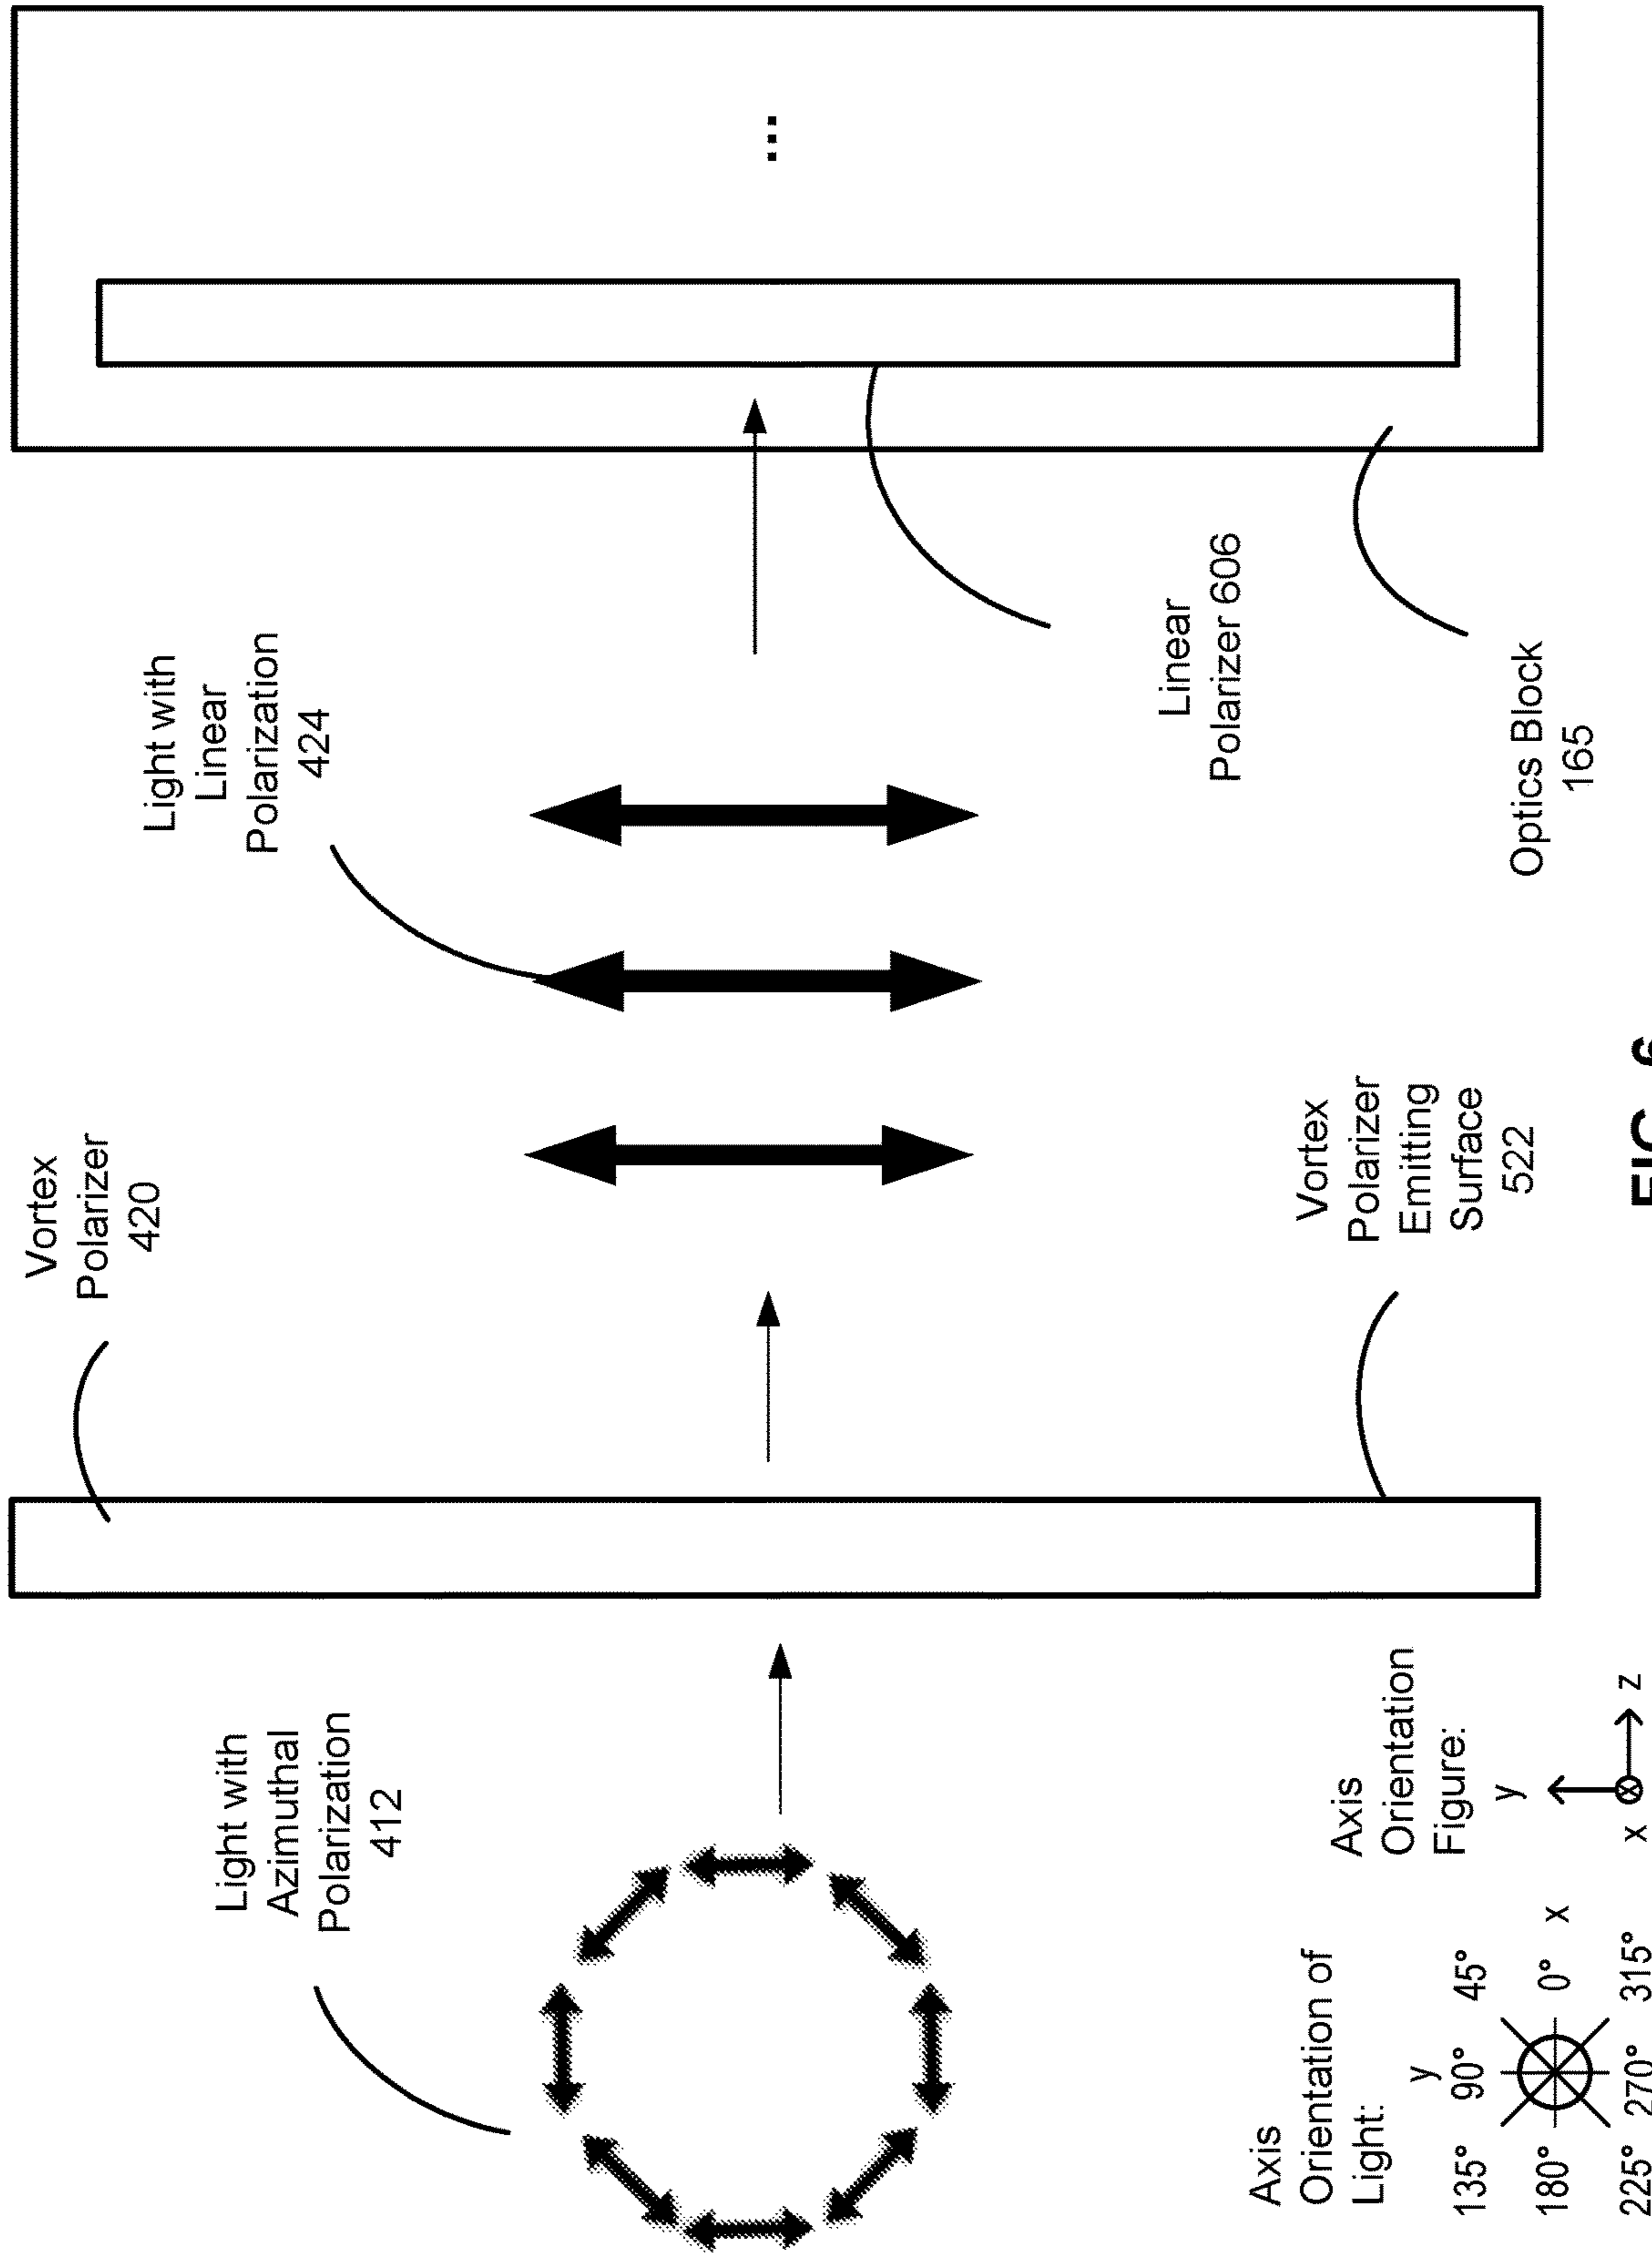 Light with
Azimuthal
Polarization
412
Vortex
Polarizer
420
Light with
Linear
Polarization
424
...
Linear
Polarizer 606
Optics Block
165
Vortex
Polarizer
Emitting
Surface
522
Axis
Orientation of
Light:
y
135° 90° 45°
180° 0° x
225° 270° 315°
Axis
Orientation
Figure:
y
x z
FIG. 6